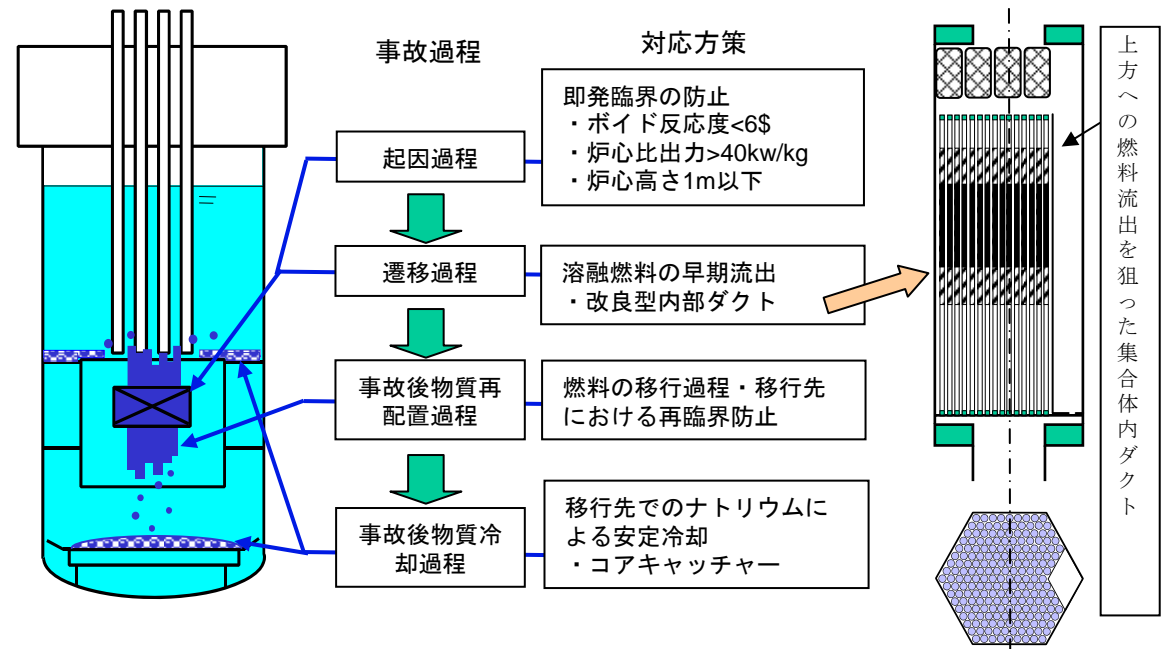 事故過程
対応方策
起因過程
即発臨界の防止
・ボイド反応度<6$
・炉心比出力>40kw/kg
・炉心高さ1m以下
遷移過程
溶融燃料の早期流出
・改良型内部ダクト
事故後物質再
配置過程
燃料の移行過程・移行先
における再臨界防止
事故後物質冷
却過程
移行先でのナトリウムに
よる安定冷却
・コアキャッチャー
上方への燃料流出を狙った集合体内ダクト